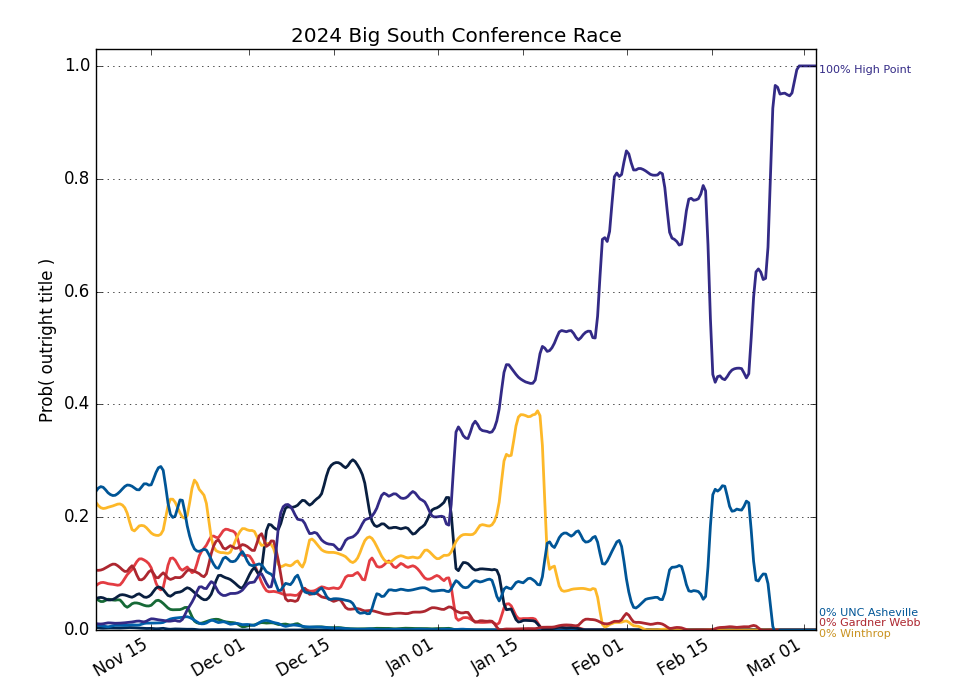 2024 Big South Conference Race
Prob( outright title )
1.0
0.8
0.6
0.4
0.2
0.0
Nov 15
Dec 01
Dec 15
Jan 01
Jan 15
Feb 01
Feb 15
Mar 01
100% High Point
0% UNC Asheville
0% Gardner Webb
0% Winthrop